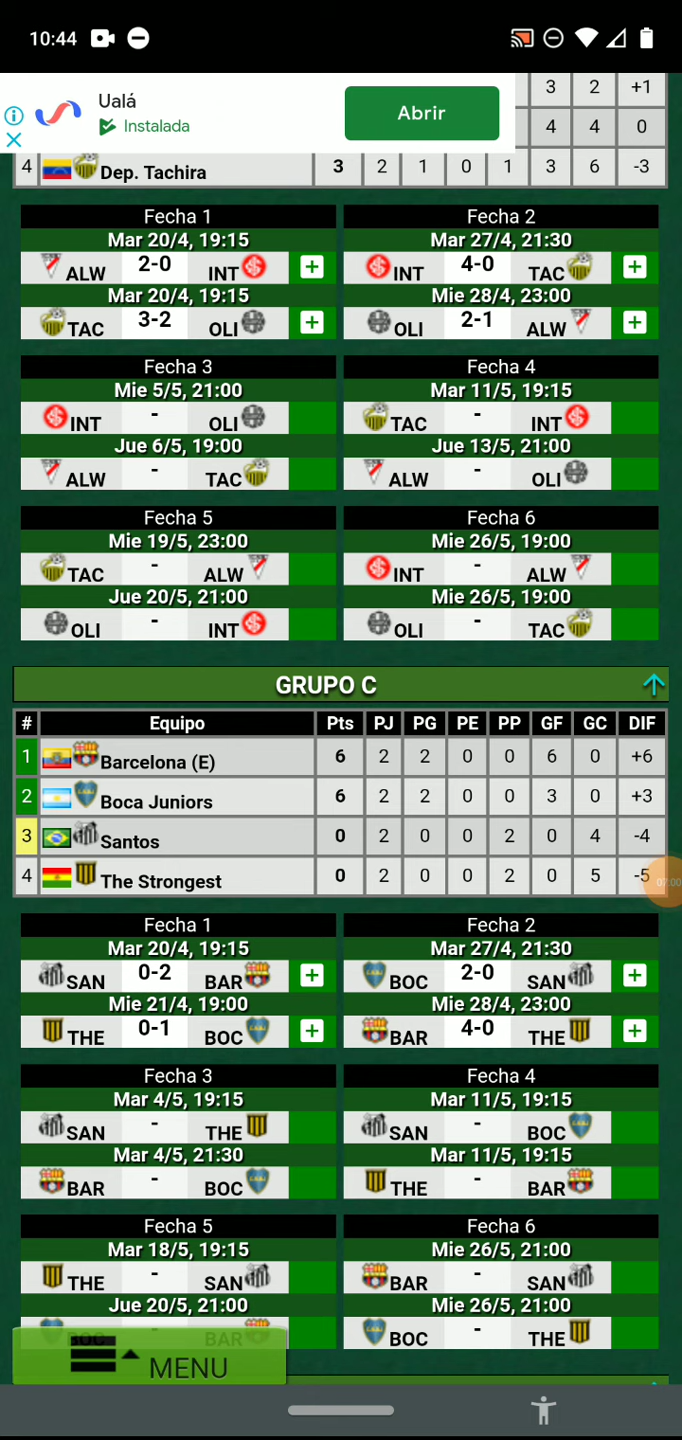 10:44
Ualá
Instalada
Abrir
3 2 +1
4 4 0
4 Dep. Tachira 3 2 1 0 1 3 6 -3
Fecha 1 Fecha 2
Mar 20/4, 19:15 Mar 27/4, 21:30
ALW 2-0 INT + INT 4-0 TAC +
Mar 20/4, 19:15 Mie 28/4, 23:00
TAC 3-2 OLI + OLI 2-1 ALW +
Fecha 3 Fecha 4
Mie 5/5, 21:00 Mar 11/5, 19:15
INT - OLI TAC - INT
Jue 6/5, 19:00 Jue 13/5, 21:00
ALW - TAC ALW - OLI
Fecha 5 Fecha 6
Mie 19/5, 23:00 Mie 26/5, 19:00
TAC - ALW INT - ALW
Jue 20/5, 21:00 Mie 26/5, 19:00
OLI - INT OLI - TAC
GRUPO C
# Equipo Pts PJ PG PE PP GF GC DIF
1 Barcelona (E) 6 2 2 0 0 6 0 +6
2 Boca Juniors 6 2 2 0 0 3 0 +3
3 Santos 0 2 0 0 2 0 4 -4
4 The Strongest 0 2 0 0 2 0 5 -5
07:00
Fecha 1 Fecha 2
Mar 20/4, 19:15 Mar 27/4, 21:30
SAN 0-2 BAR + BOC 2-0 SAN +
Mie 21/4, 19:00 Mie 28/4, 23:00
THE 0-1 BOC + BAR 4-0 THE +
Fecha 3 Fecha 4
Mar 4/5, 19:15 Mar 11/5, 19:15
SAN - THE SAN - BOC
Mar 4/5, 21:30 Mar 11/5, 19:15
BAR - BOC THE - BAR
Fecha 5 Fecha 6
Mar 18/5, 19:15 Mie 26/5, 21:00
THE - SAN BAR - SAN
Jue 20/5, 21:00 Mie 26/5, 21:00
BOC - BAR BOC - THE
MENU